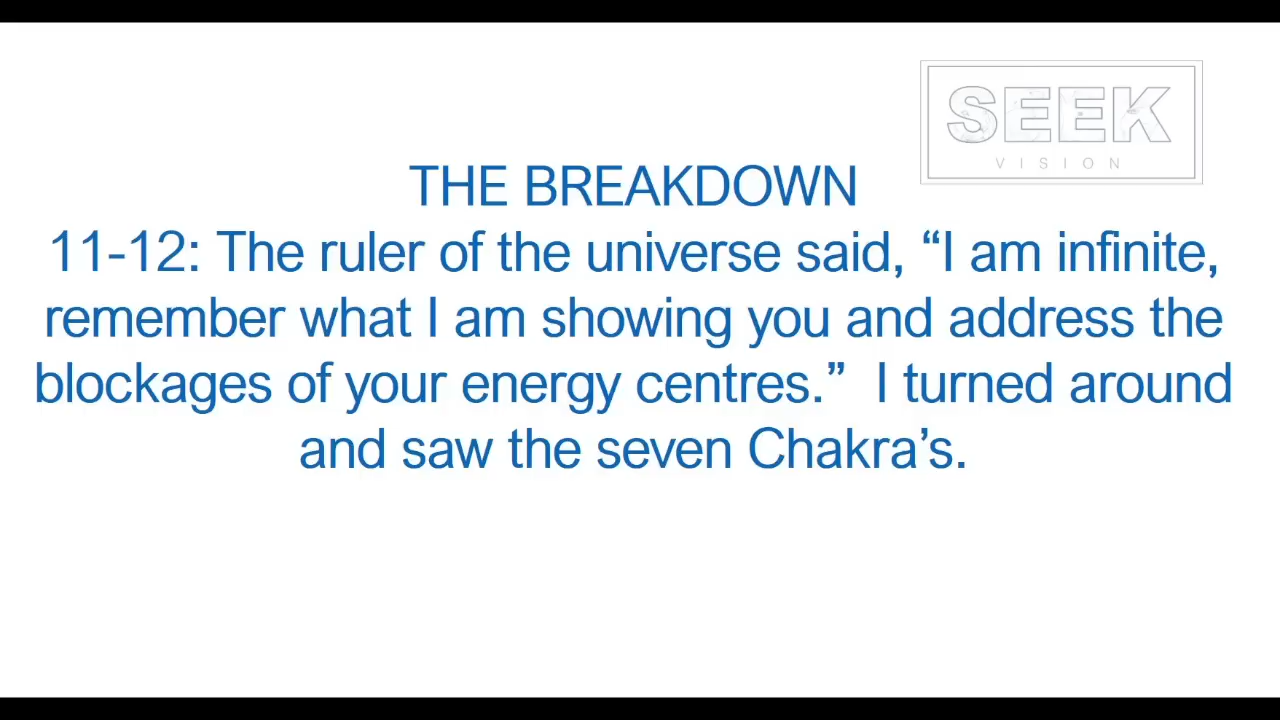 SEEK
VISION
THE BREAKDOWN
11-12: The ruler of the universe said, “I am infinite,
remember what I am showing you and address the
blockages of your energy centres.”  I turned around
and saw the seven Chakra’s.